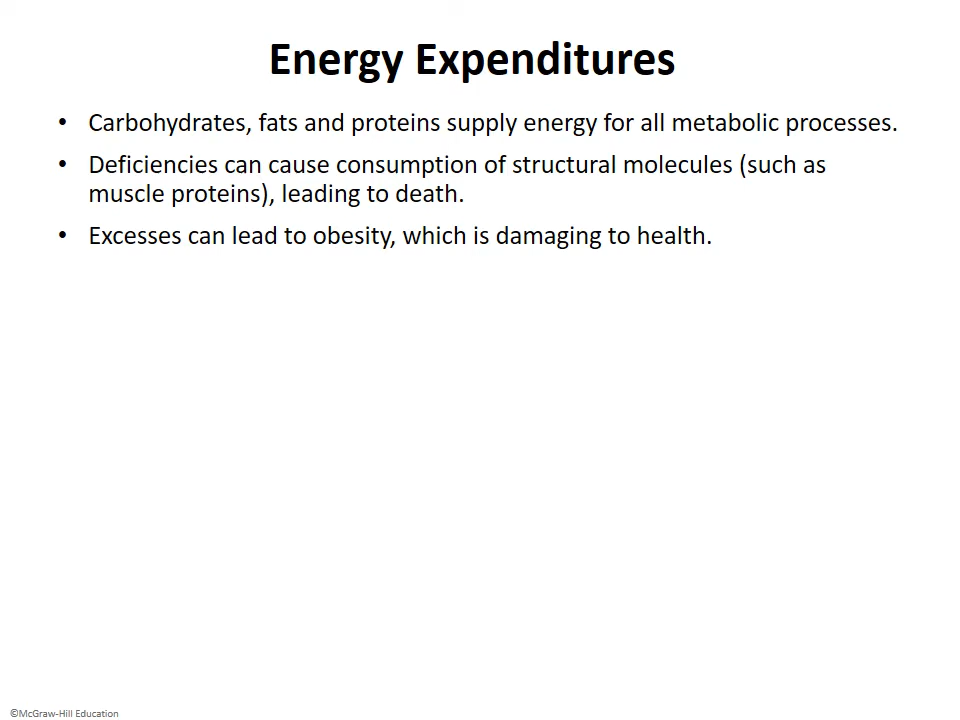 Energy Expenditures
• Carbohydrates, fats and proteins supply energy for all metabolic processes.
• Deficiencies can cause consumption of structural molecules (such as
muscle proteins), leading to death.
• Excesses can lead to obesity, which is damaging to health.
©McGraw-Hill Education